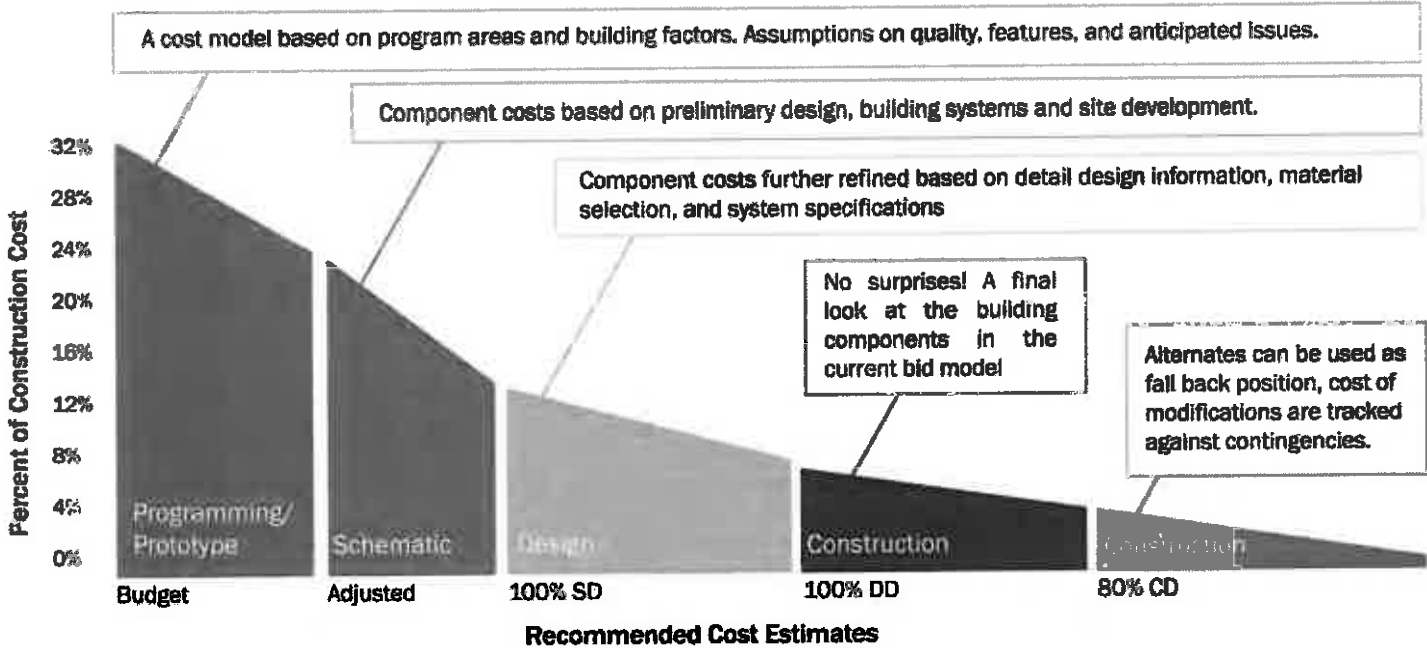 A cost model based on program areas and building factors. Assumptions on quality, features, and anticipated issues.
Component costs based on preliminary design, building systems and site development.
Component costs further refined based on detail design information, material
selection, and system specifications
No surprises! A final
look at the building
components in the
current bid model
Alternates can be used as
fall back position, cost of
modifications are tracked
against contingencies.
Percent of Construction Cost
32%
28%
24%
20%
16%
12%
8%
4%
0%
Programming/
Prototype
Schematic
Design
Construction
Construction
Budget
Adjusted
100% SD
100% DD
80% CD
Recommended Cost Estimates